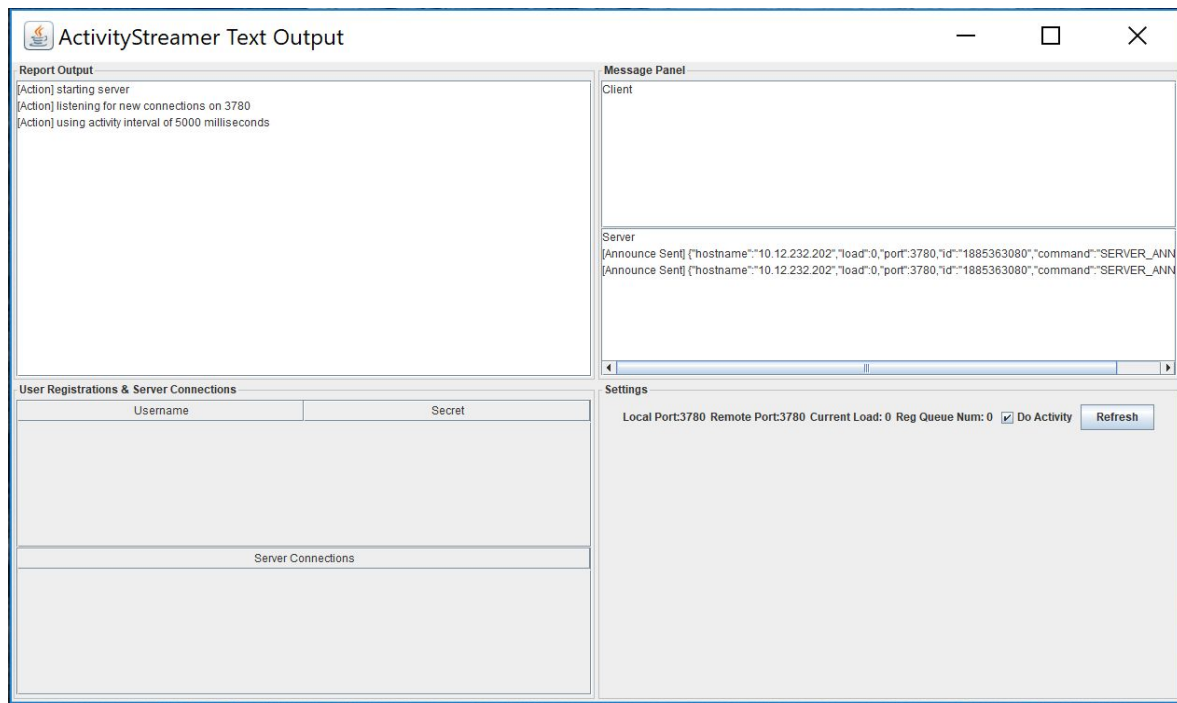 ActivityStreamer Text Output
Report Output
[Action] starting server
[Action] listening for new connections on 3780
[Action] using activity interval of 5000 milliseconds
Message Panel
Client
Server
[Announce Sent] {"hostname":"10.12.232.202","load":0,"port":3780,"id":"1885363080","command":"SERVER_ANN
[Announce Sent] {"hostname":"10.12.232.202","load":0,"port":3780,"id":"1885363080","command":"SERVER_ANN
User Registrations & Server Connections
Username Secret
Server Connections
Settings
Local Port:3780 Remote Port:3780 Current Load: 0 Reg Queue Num: 0 Do Activity Refresh